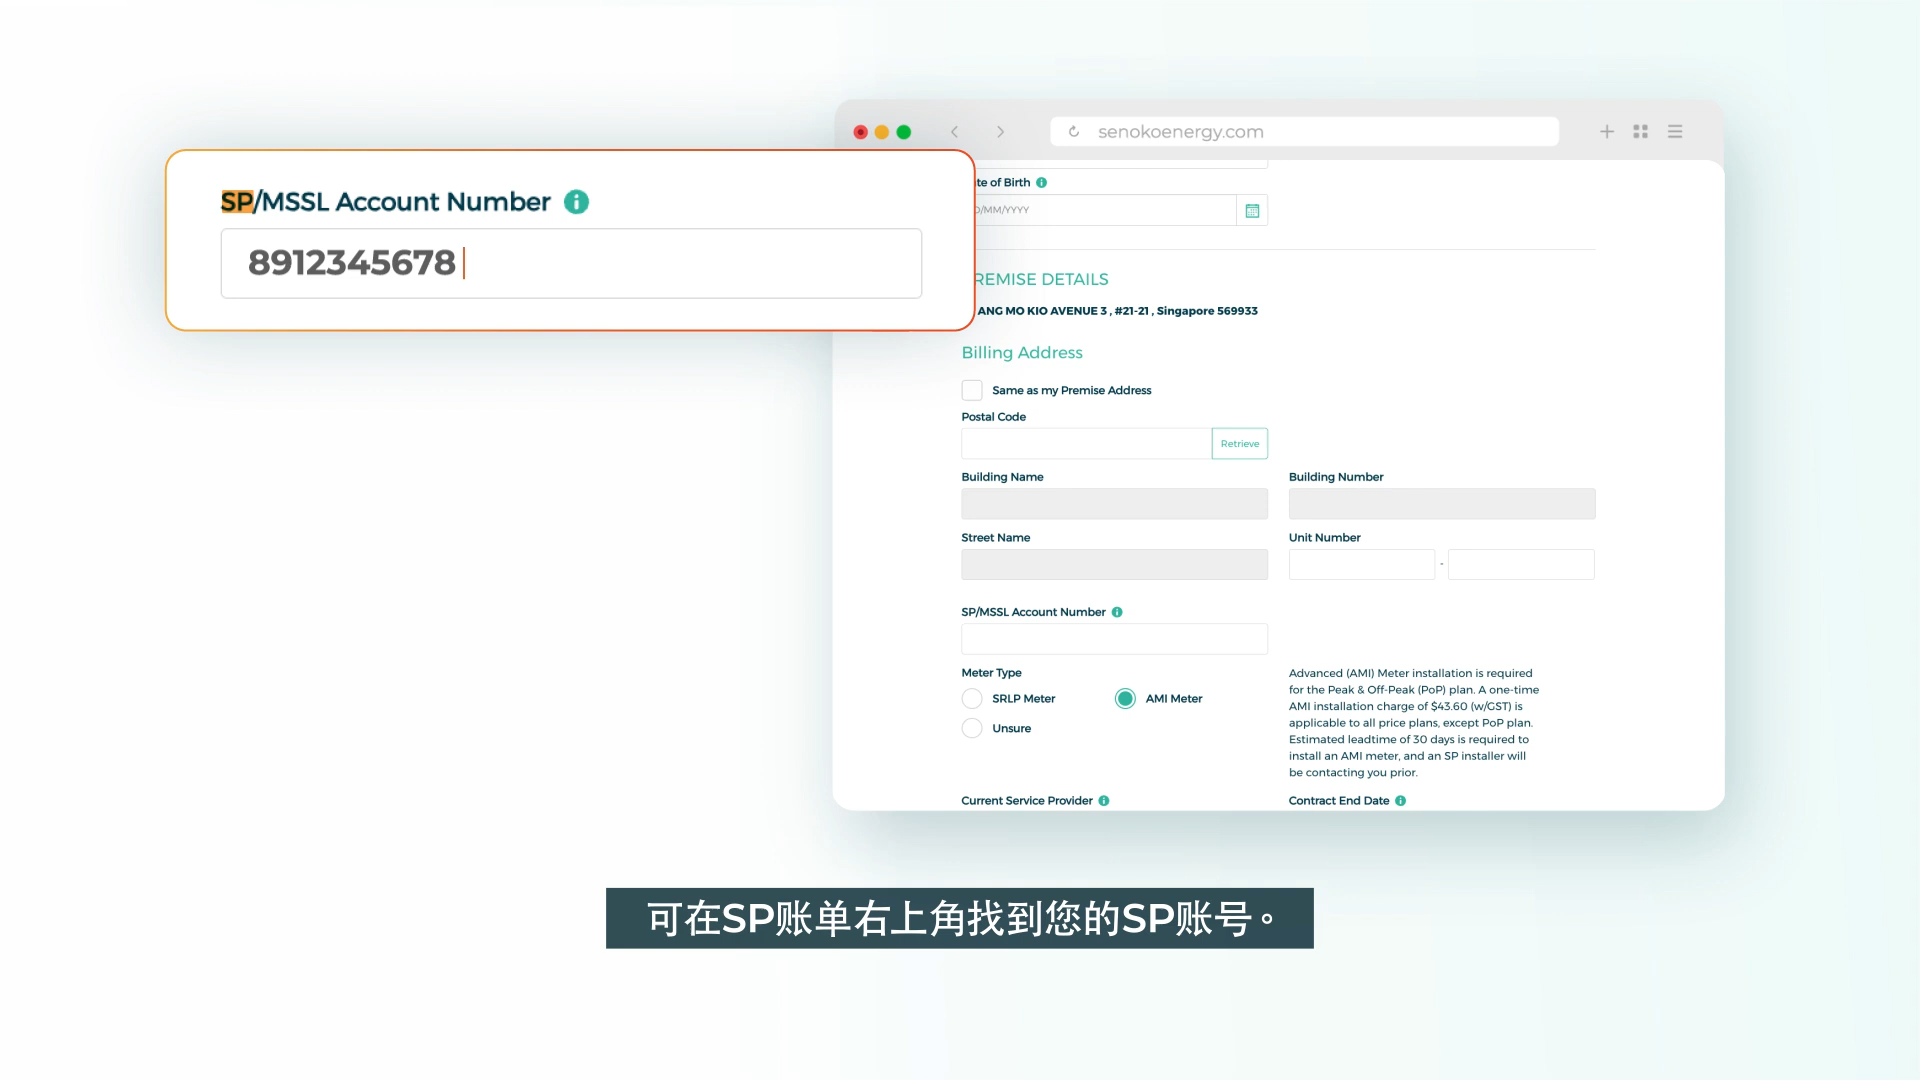 senokoenergy.com
SP/MSSL Account Number
8912345678
te of Birth
D/MM/YYYY
REMISE DETAILS
ANG MO KIO AVENUE 3 , #21-21 , Singapore 569933
Billing Address
Same as my Premise Address
Postal Code
Retrieve
Building Name
Building Number
Street Name
Unit Number
-
SP/MSSL Account Number
Meter Type
SRLP Meter
AMI Meter
Unsure
Advanced (AMI) Meter installation is required
for the Peak & Off-Peak (PoP) plan. A one-time
AMI installation charge of $43.60 (w/GST) is
applicable to all price plans, except PoP plan.
Estimated leadtime of 30 days is required to
install an AMI meter, and an SP installer will
be contacting you prior.
Current Service Provider
Contract End Date
可在SP账单右上角找到您的SP账号。